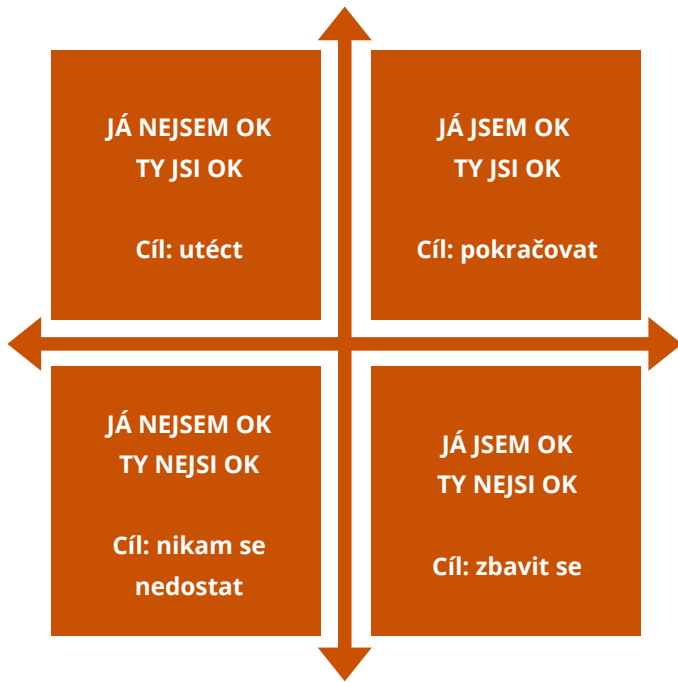 JÁ NEJSEM OK
TY JSI OK
Cíl: utéct
JÁ JSEM OK
TY JSI OK
Cíl: pokračovat
JÁ NEJSEM OK
TY NEJSI OK
Cíl: nikam se
nedostat
JÁ JSEM OK
TY NEJSI OK
Cíl: zbavit se